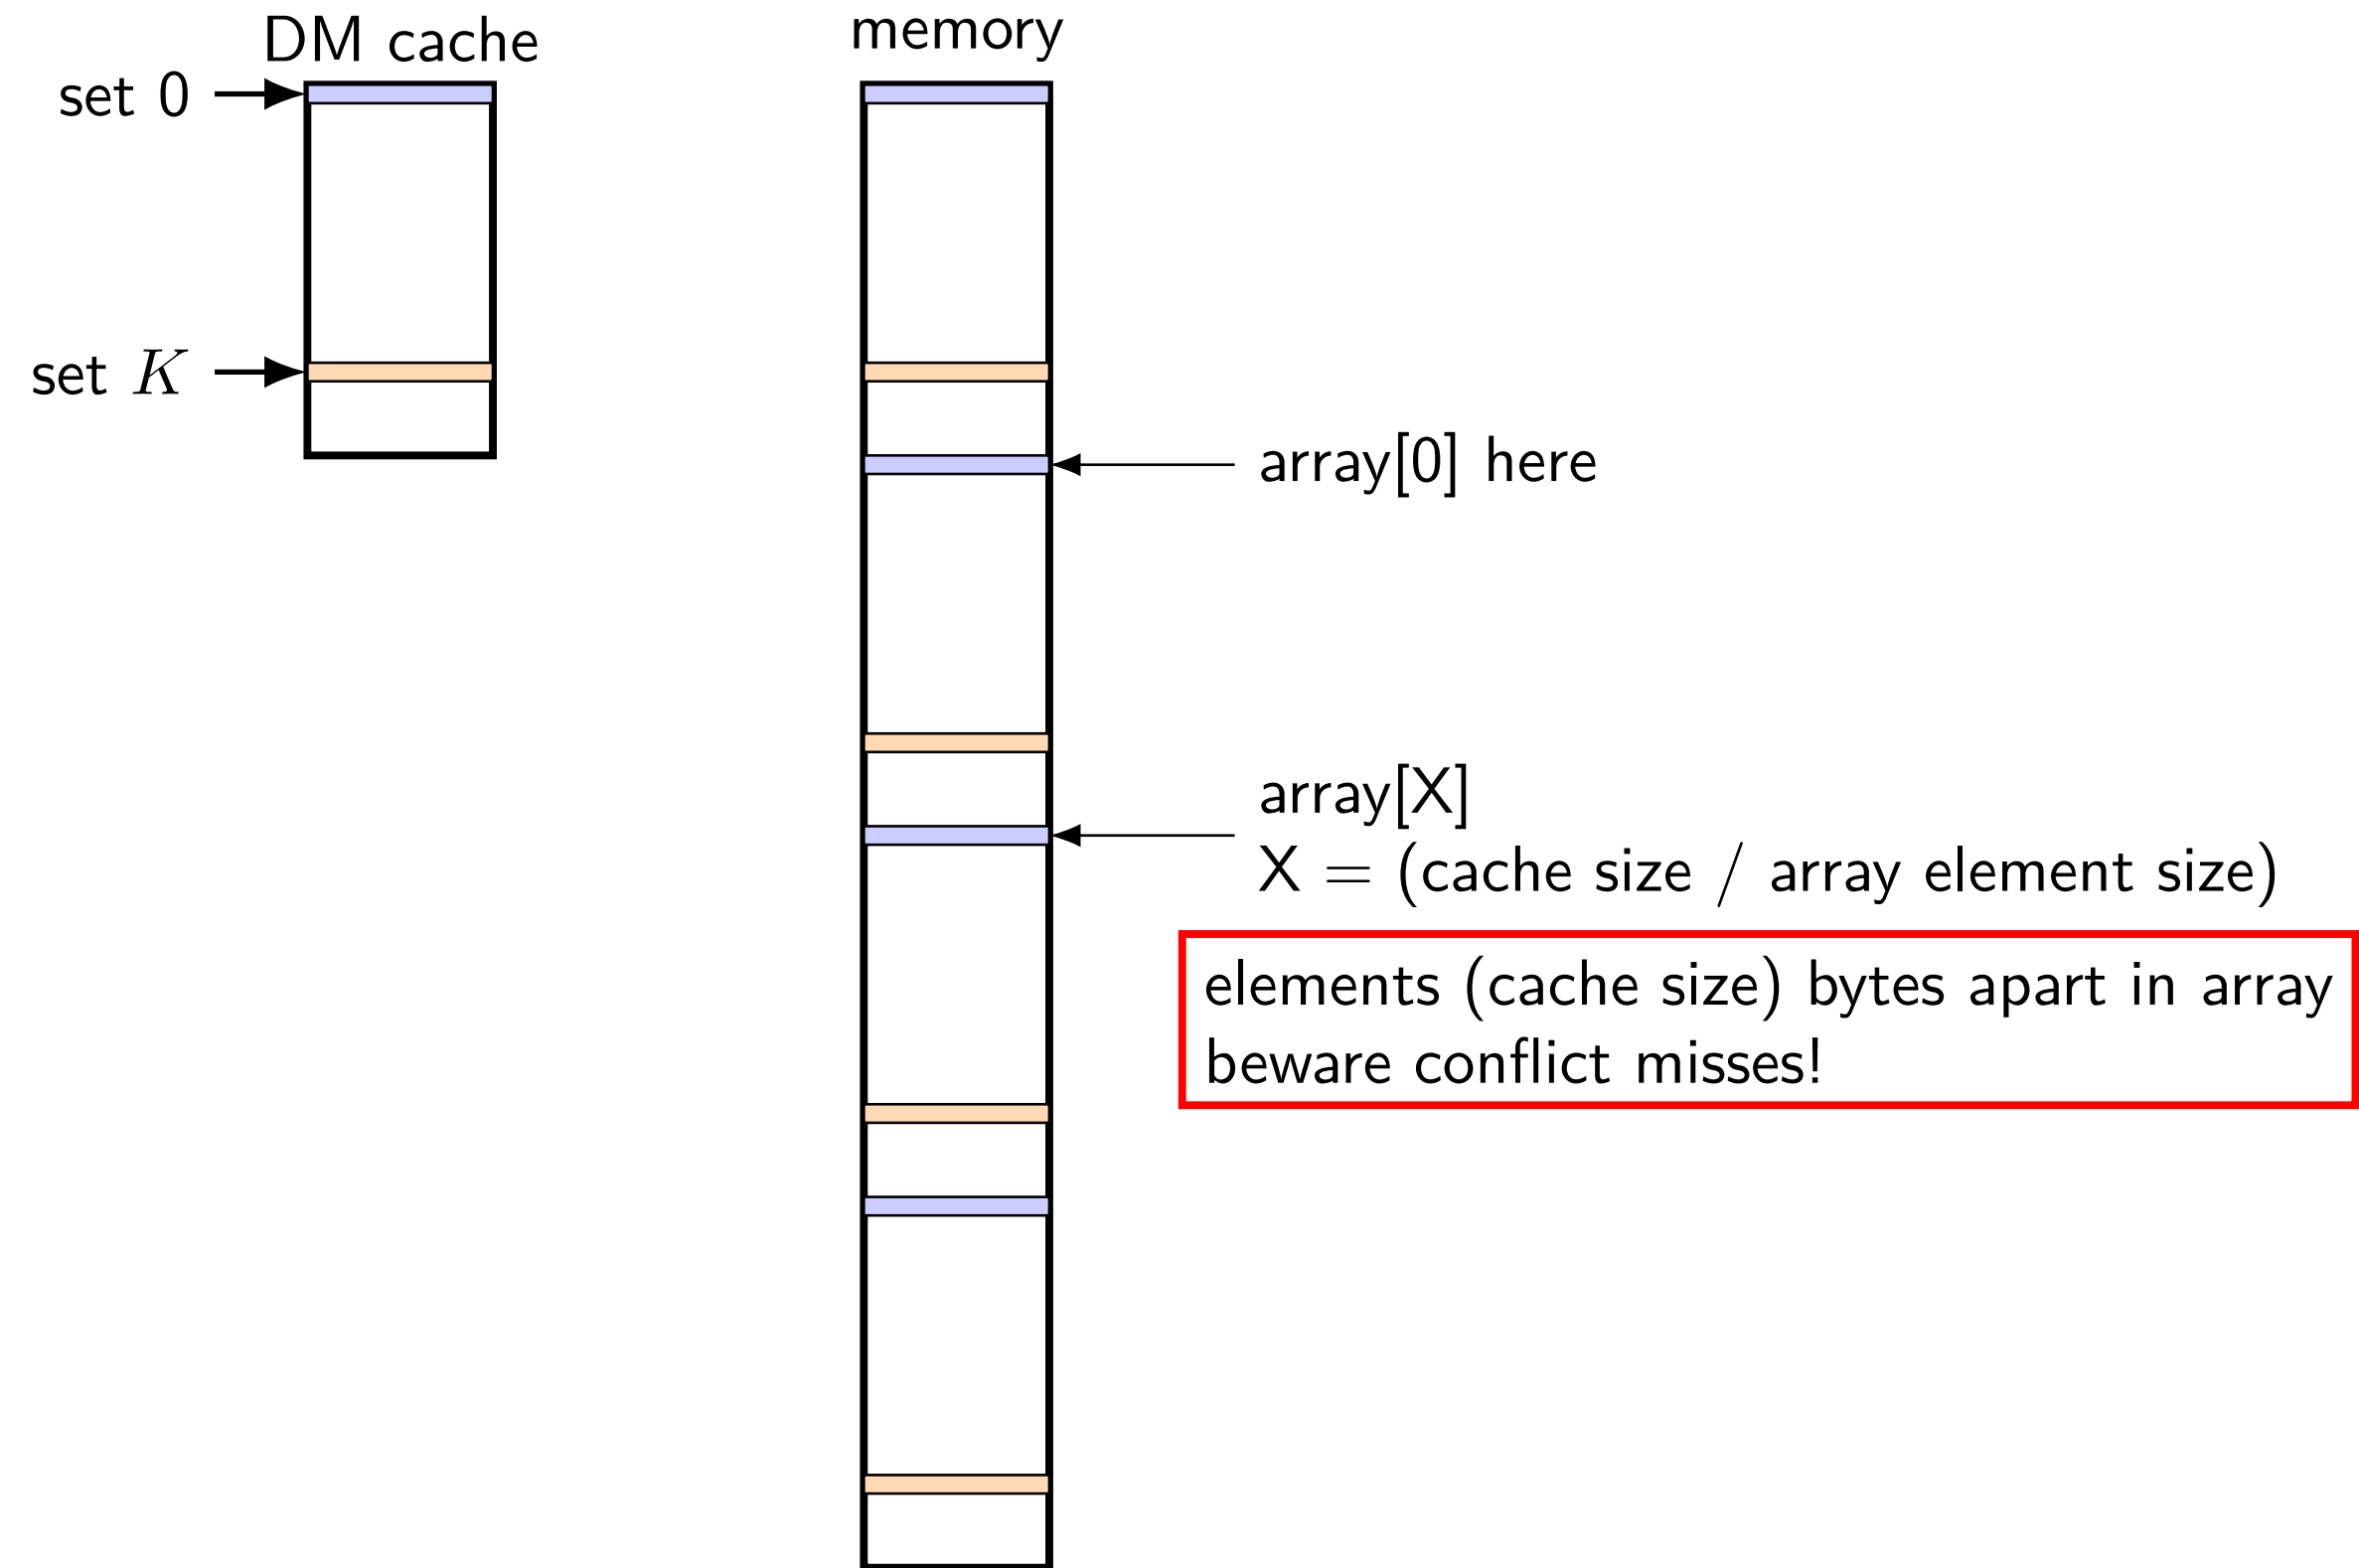 DM cache
memory
set 0
set K
array[0] here
array[X]
X = (cache size / array element size)
elements (cache size) bytes apart in array
beware conflict misses!